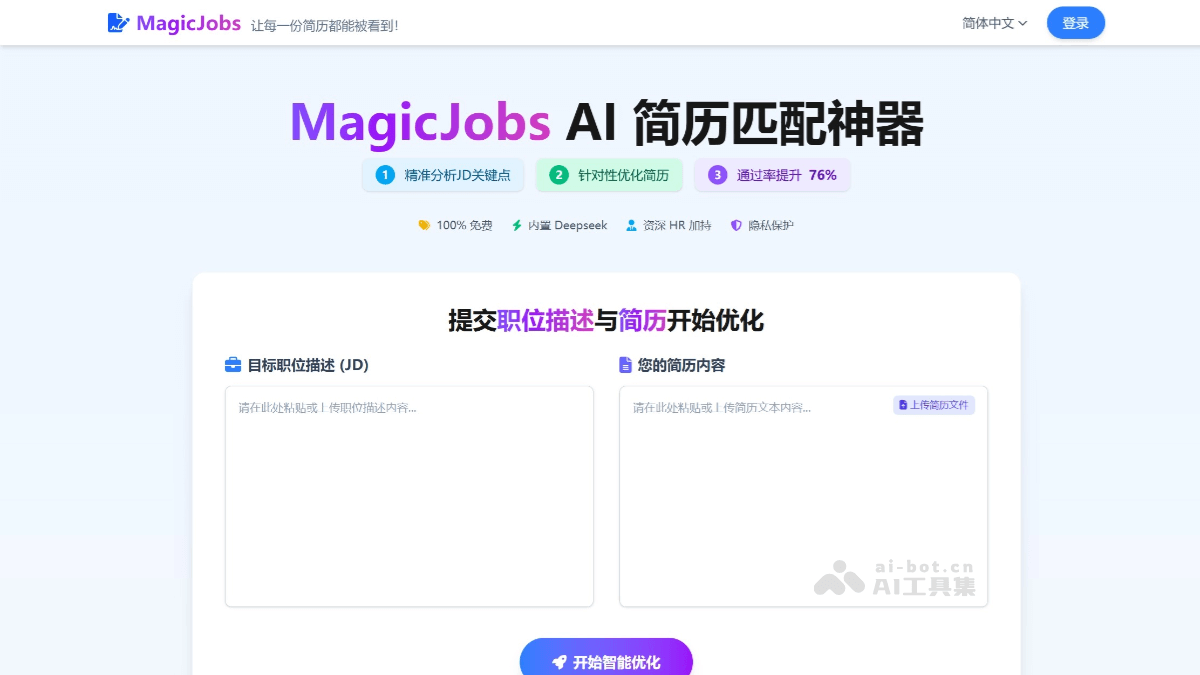 MagicJobs 让每一份简历都能被看到!
简体中文
登录
MagicJobs AI 简历匹配神器
1 精准分析JD关键点
2 针对性优化简历
3 通过率提升 76%
100% 免费
内置 Deepseek
资深 HR 加持
隐私保护
提交职位描述与简历开始优化
目标职位描述 (JD)
请在此处粘贴或上传职位描述内容...
您的简历内容
请在此处粘贴或上传简历文本内容...
上传简历文件
ai-bot.cn
AI工具集
开始智能优化